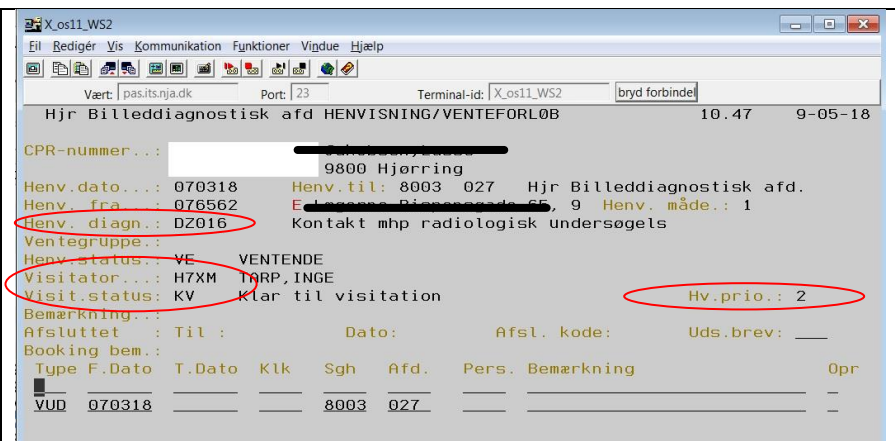 X_os11_WS2
Fil Redigér Vis Kommunikation Funktioner Vindue Hjælp
Vært: pas.its.nja.dk Port: 23 Terminal-id: X_os11_WS2 bryd forbindel
Hjr Billeddiagnostisk afd HENVISNING/VENTEFORLØB 10.47 9-05-18
CPR-nummer..:
9800 Hjørring
Henv.dato...: 070318 Henv.til: 8003 027 Hjr Billeddiagnostisk afd.
Henv. fra...: 076562 E 9 Henv. måde.: 1
Henv. diagn.: DZ016 Kontakt mhp radiologisk undersøgels
Ventegruppe.:
Henv.status.: VE VENTENDE
Visitator...: H7XM TARP,INGE
Visit.status: KV Klar til visitation Hv.prio.: 2
Bemærkning..:
Afsluttet : Til : Dato: Afsl. kode: Uds.brev: ___
Booking bem.:
Type F.Dato T.Dato Klk Sgh Afd. Pers. Bemærkning Opr
VUD 070318 8003 027